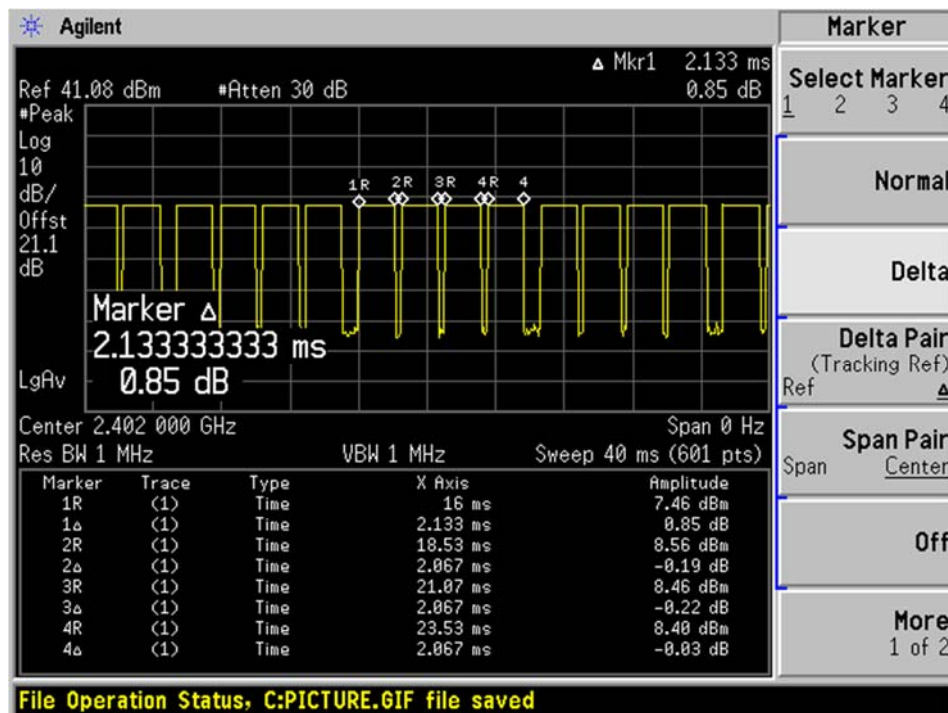 Agilent
Marker
Δ Mkr1 2.133 ms
Ref 41.08 dBm #Atten 30 dB 0.85 dB
#Peak
Log
10
dB/
Offst
21.1
dB
1R 2R 3R 4R 4
Marker Δ
2.133333333 ms
0.85 dB
LgAv
Center 2.402 000 GHz Span 0 Hz
Res BW 1 MHz VBW 1 MHz Sweep 40 ms (601 pts)
Marker Trace Type X Axis Amplitude
1R (1) Time 16 ms 7.46 dBm
1Δ (1) Time 2.133 ms 0.85 dB
2R (1) Time 18.53 ms 8.56 dBm
2Δ (1) Time 2.067 ms -0.19 dB
3R (1) Time 21.07 ms 8.46 dBm
3Δ (1) Time 2.067 ms -0.22 dB
4R (1) Time 23.53 ms 8.40 dBm
4Δ (1) Time 2.067 ms -0.03 dB
Select Marker
1 2 3 4
Normal
Delta
Delta Pair
(Tracking Ref)
Ref Δ
Span Pair
Span Center
Off
More
1 of 2
File Operation Status, C:PICTURE.GIF file saved